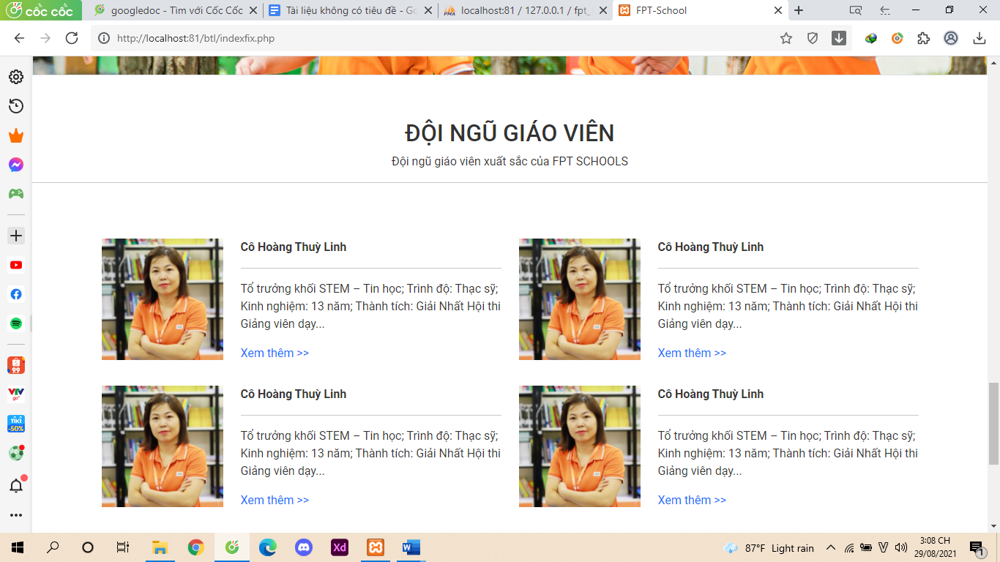 cốc cốc
googledoc - Tìm với Cốc Cốc
Tài liệu không có tiêu đề - Go
localhost:81 / 127.0.0.1 / fpt_
FPT-School
http://localhost:81/btl/indexfix.php
ĐỘI NGŨ GIÁO VIÊN
Đội ngũ giáo viên xuất sắc của FPT SCHOOLS
Cô Hoàng Thuỳ Linh
Tổ trưởng khối STEM – Tin học; Trình độ: Thạc sỹ;
Kinh nghiệm: 13 năm; Thành tích: Giải Nhất Hội thi
Giảng viên dạy...
Xem thêm >>
Cô Hoàng Thuỳ Linh
Tổ trưởng khối STEM – Tin học; Trình độ: Thạc sỹ;
Kinh nghiệm: 13 năm; Thành tích: Giải Nhất Hội thi
Giảng viên dạy...
Xem thêm >>
Cô Hoàng Thuỳ Linh
Tổ trưởng khối STEM – Tin học; Trình độ: Thạc sỹ;
Kinh nghiệm: 13 năm; Thành tích: Giải Nhất Hội thi
Giảng viên dạy...
Xem thêm >>
Cô Hoàng Thuỳ Linh
Tổ trưởng khối STEM – Tin học; Trình độ: Thạc sỹ;
Kinh nghiệm: 13 năm; Thành tích: Giải Nhất Hội thi
Giảng viên dạy...
Xem thêm >>
99
VTV
go
TIKI
-50%
Xd
W
87°F Light rain
V
3:08 CH
29/08/2021
1